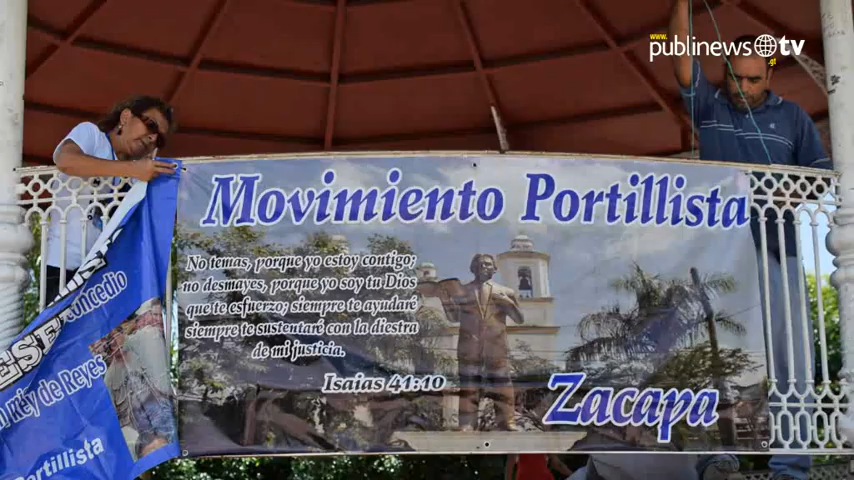 www.
publinews tv
.gt
Movimiento Portillista
No temas, porque yo estoy contigo;
no desmayes, porque yo soy tu Dios
que te esfuerzo; siempre te ayudaré
siempre te sustentaré con la diestra
de mi justicia.
Isaias 41:10
Zacapa
Rey de Reyes